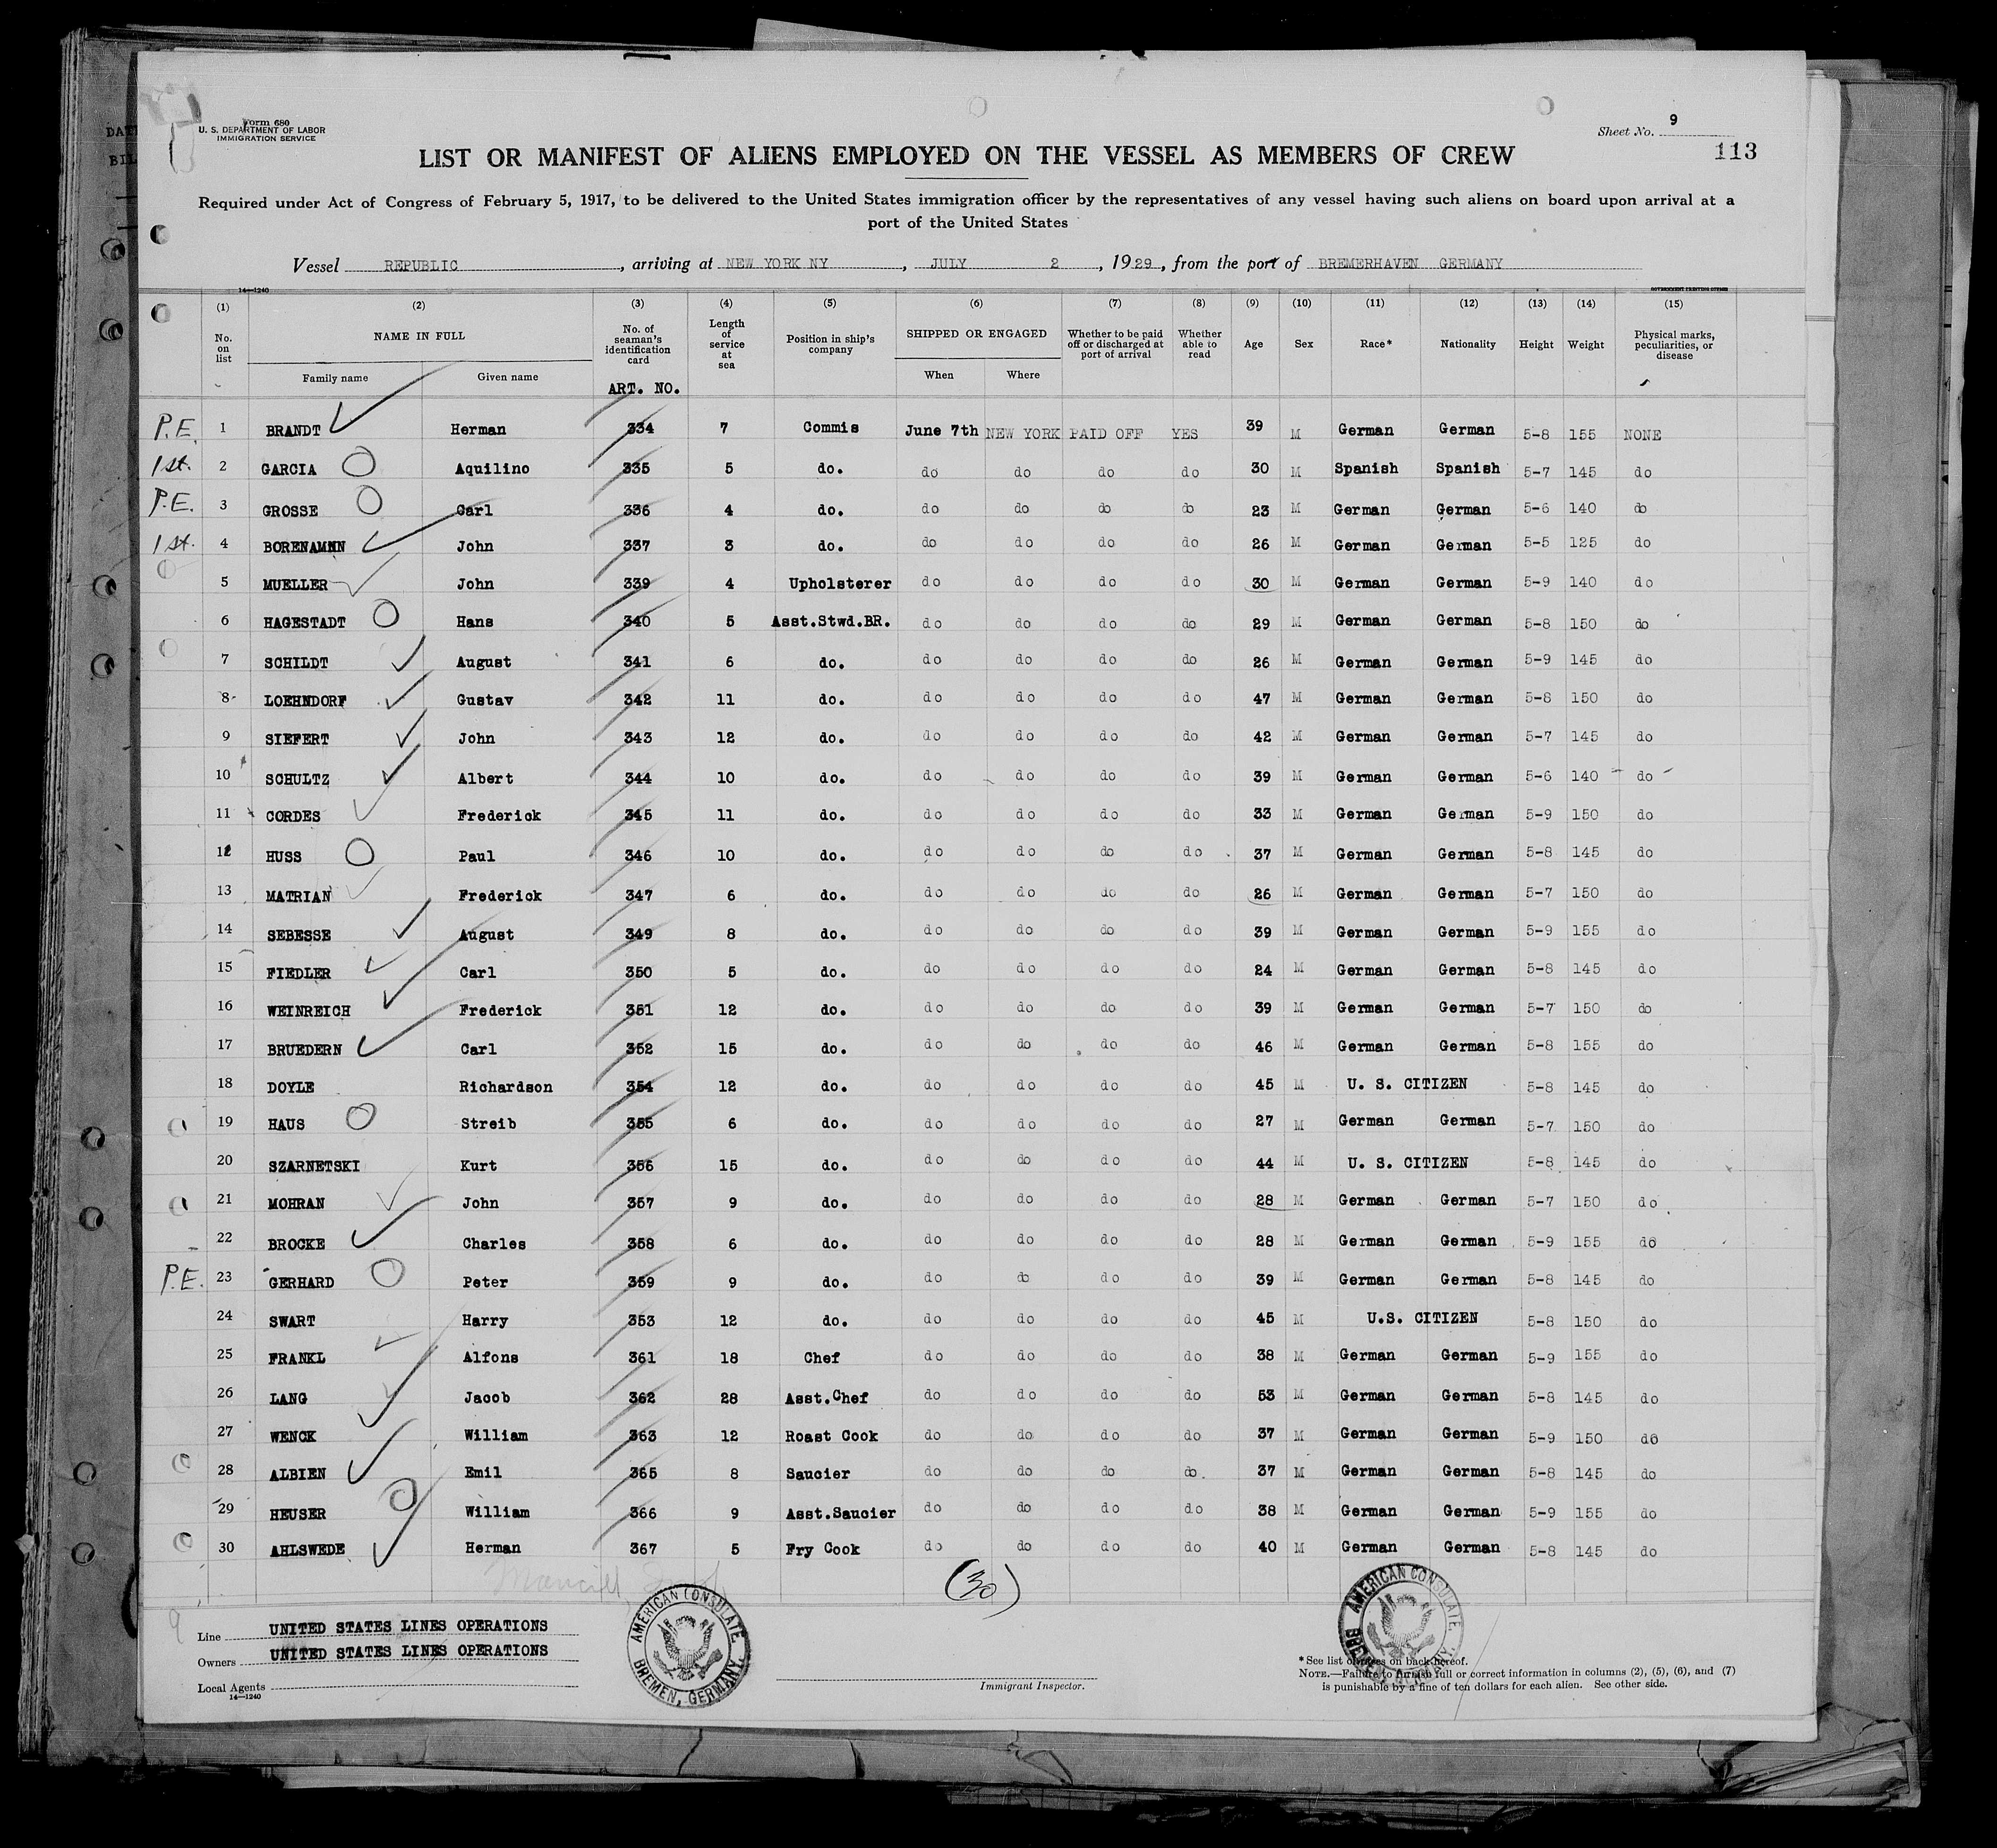 Form 680
U. S. DEPARTMENT OF LABOR
IMMIGRATION SERVICE
Sheet No. 9
113
LIST OR MANIFEST OF ALIENS EMPLOYED ON THE VESSEL AS MEMBERS OF CREW
Required under Act of Congress of February 5, 1917, to be delivered to the United States immigration officer by the representatives of any vessel having such aliens on board upon arrival at a
port of the United States
Vessel REPUBLIC, arriving at NEW YORK NY, JULY 2, 1929, from the port of BREMERHAVEN GERMANY
14—1240
GOVERNMENT PRINTING OFFICE
(1) (2) (3) (4) (5) (6) (7) (8) (9) (10) (11) (12) (13) (14) (15)
No. on list NAME IN FULL Family name Given name No. of seaman's identification card Length of service at sea Position in ship's company SHIPPED OR ENGAGED When Where Whether to be paid off or discharged at port of arrival Whether able to read Age Sex Race* Nationality Height Weight Physical marks, peculiarities, or disease
ART. NO.
P.E. 1 BRANDT Herman 334 7 Commis June 7th NEW YORK PAID OFF YES 39 M German German 5-8 155 NONE
1st. 2 GARCIA Aquilino 335 5 do. do do do do 30 M Spanish Spanish 5-7 145 do
P.E. 3 GROSSE Carl 336 4 do. do do do do 23 M German German 5-6 140 do
1st. 4 BORENAMNN John 337 3 do. do do do do 26 M German German 5-5 125 do
5 MUELLER John 339 4 Upholsterer do do do do 30 M German German 5-9 140 do
6 HAGESTADT Hans 340 5 Asst.Stwd.BR. do do do do 29 M German German 5-8 150 do
7 SCHILDT August 341 6 do. do do do do 26 M German German 5-9 145 do
8 LOEHNDORF Gustav 342 11 do. do do do do 47 M German German 5-8 150 do
9 SIEFERT John 343 12 do. do do do do 42 M German German 5-7 145 do
10 SCHULTZ Albert 344 10 do. do do do do 39 M German German 5-6 140 do
11 CORDES Frederick 345 11 do. do do do do 33 M German German 5-9 150 do
12 HUSS Paul 346 10 do. do do do do 37 M German German 5-8 145 do
13 MATRIAN Frederick 347 6 do. do do do do 26 M German German 5-7 150 do
14 SEBESSE August 349 8 do. do do do do 39 M German German 5-9 155 do
15 FIEDLER Carl 350 5 do. do do do do 24 M German German 5-8 145 do
16 WEINREICH Frederick 351 12 do. do do do do 39 M German German 5-7 150 do
17 BRUEDERN Carl 352 15 do. do do do do 46 M German German 5-8 155 do
18 DOYLE Richardson 354 12 do. do do do do 45 M U. S. CITIZEN 5-8 145 do
19 HAUS Streib 355 6 do. do do do do 27 M German German 5-7 150 do
20 SZARNETSKI Kurt 356 15 do. do do do do 44 M U. S. CITIZEN 5-8 145 do
21 MOHRAN John 357 9 do. do do do do 28 M German German 5-7 150 do
22 BROCKE Charles 358 6 do. do do do do 28 M German German 5-9 155 do
P.E. 23 GERHARD Peter 359 9 do. do do do do 39 M German German 5-8 145 do
24 SWART Harry 353 12 do. do do do do 45 M U.S. CITIZEN 5-8 150 do
25 FRANKL Alfons 361 18 Chef do do do do 38 M German German 5-9 155 do
26 LANG Jacob 362 28 Asst.Chef do do do do 53 M German German 5-8 145 do
27 WENCK William 363 12 Roast Cook do do do do 37 M German German 5-9 150 do
28 ALBIEN Emil 365 8 Saucier do do do do. 37 M German German 5-8 145 do
29 HEUSER William 366 9 Asst.Saucier do do do do 38 M German German 5-9 155 do
30 AHLSWEDE Herman 367 5 Fry Cook do do do do 40 M German German 5-8 145 do
(30)
9
Line UNITED STATES LINES OPERATIONS
Owners UNITED STATES LINES OPERATIONS
Local Agents
14—1240
AMERICAN CONSULATE BREMEN, GERMANY.
Immigrant Inspector.
AMERICAN CONSULATE
*See list of races on back hereof.
NOTE.—Failure to furnish full or correct information in columns (2), (5), (6), and (7)
is punishable by a fine of ten dollars for each alien. See other side.